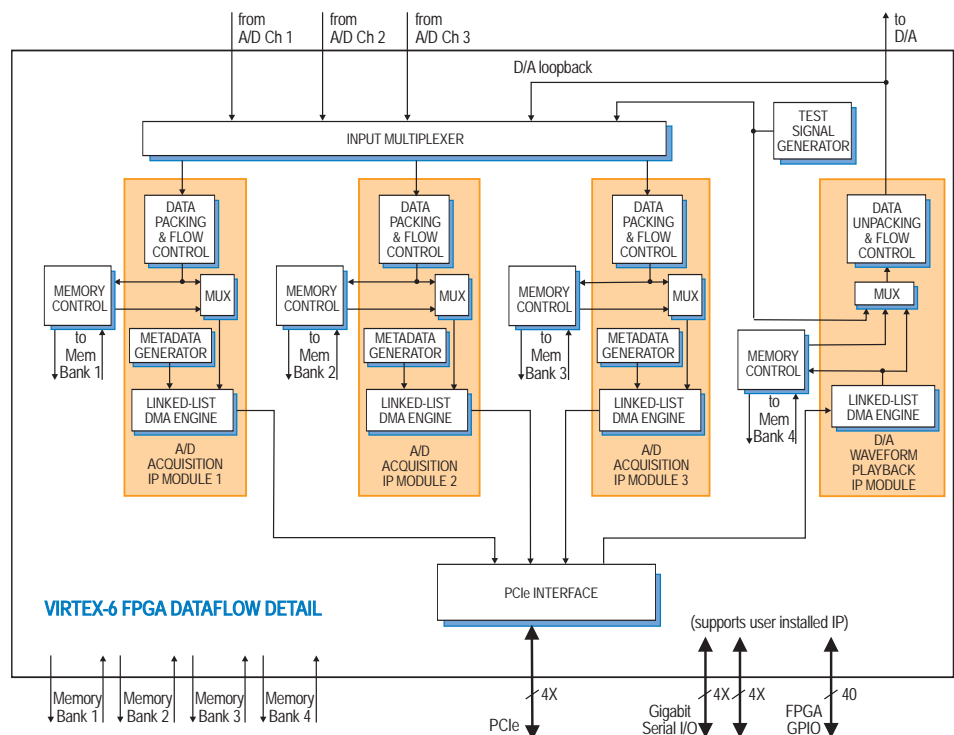 from
A/D Ch 1
from
A/D Ch 2
from
A/D Ch 3
to
D/A
D/A loopback
TEST
SIGNAL
GENERATOR
INPUT MULTIPLEXER
DATA
PACKING
& FLOW
CONTROL
MEMORY
CONTROL
MUX
to
Mem
Bank 1
METADATA
GENERATOR
LINKED-LIST
DMA ENGINE
A/D
ACQUISITION
IP MODULE 1
DATA
PACKING
& FLOW
CONTROL
MEMORY
CONTROL
MUX
to
Mem
Bank 2
METADATA
GENERATOR
LINKED-LIST
DMA ENGINE
A/D
ACQUISITION
IP MODULE 2
DATA
PACKING
& FLOW
CONTROL
MEMORY
CONTROL
MUX
to
Mem
Bank 3
METADATA
GENERATOR
LINKED-LIST
DMA ENGINE
A/D
ACQUISITION
IP MODULE 3
DATA
UNPACKING
& FLOW
CONTROL
MUX
MEMORY
CONTROL
to
Mem
Bank 4
LINKED-LIST
DMA ENGINE
D/A
WAVEFORM
PLAYBACK
IP MODULE
PCIe INTERFACE
VIRTEX-6 FPGA DATAFLOW DETAIL
(supports user installed IP)
Memory
Bank 1
Memory
Bank 2
Memory
Bank 3
Memory
Bank 4
4X
PCIe
4X
4X
Gigabit
Serial I/O
40
FPGA
GPIO